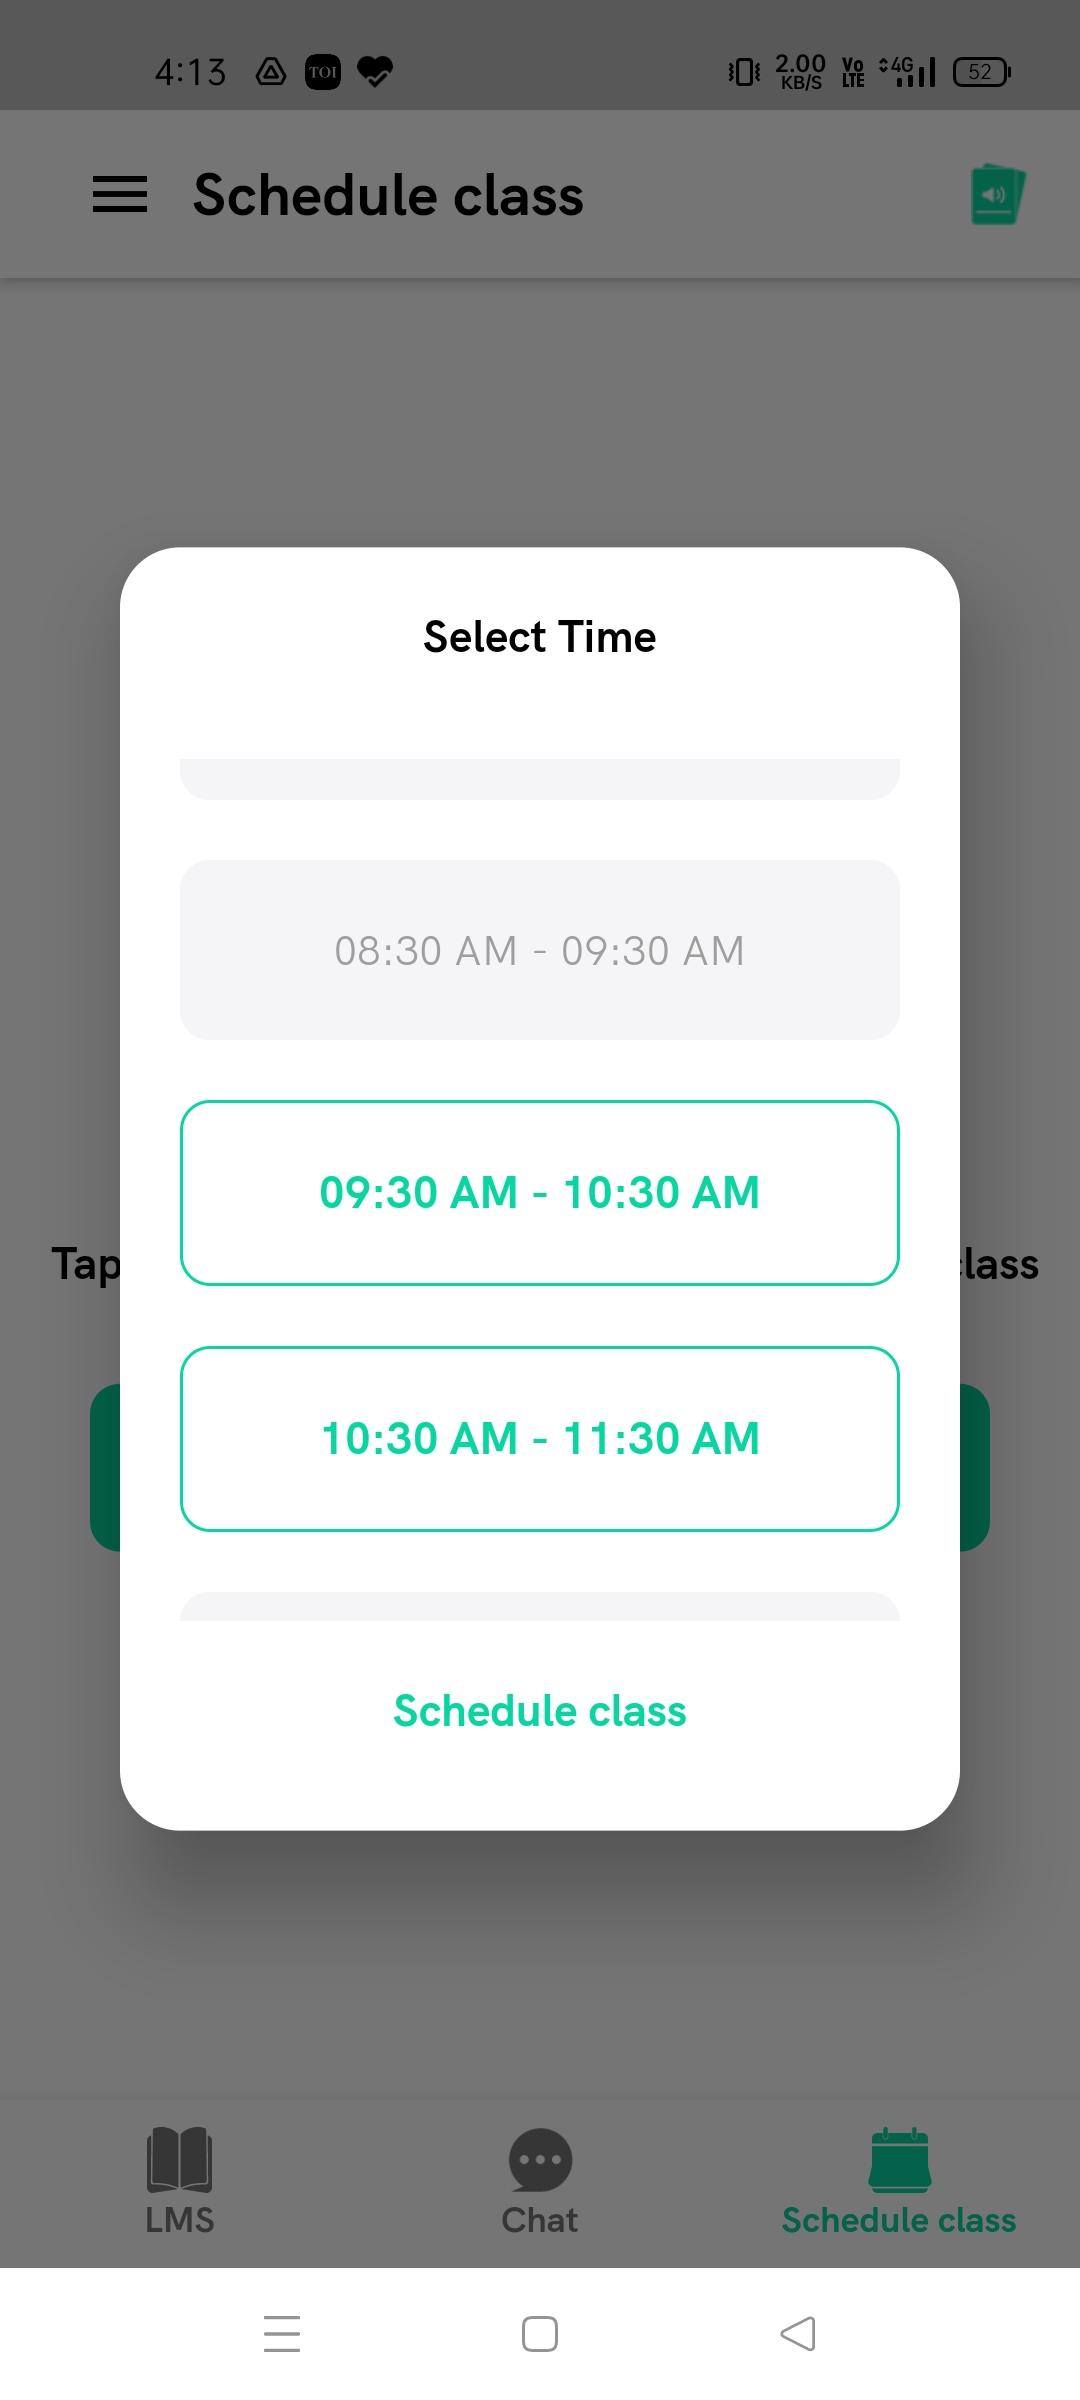 4:13
TOI
2.00
KB/S
Vo
LTE
4G
52
Schedule class
Select Time
08:30 AM - 09:30 AM
09:30 AM - 10:30 AM
Tap
class
10:30 AM - 11:30 AM
Schedule class
LMS
Chat
Schedule class